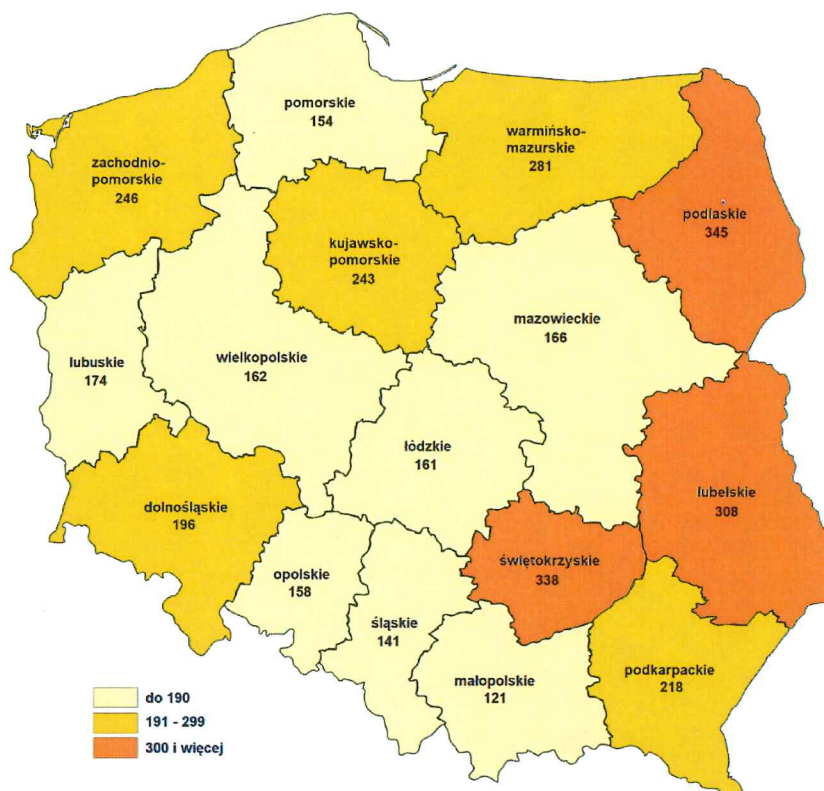 pomorskie
154
warmińsko-
mazurskie
281
zachodnio-
pomorskie
246
podlaskie
345
kujawsko-
pomorskie
243
mazowieckie
166
lubuskie
174
wielkopolskie
162
łódzkie
161
lubelskie
308
dolnośląskie
196
świętokrzyskie
338
opolskie
158
śląskie
141
podkarpackie
218
małopolskie
121
do 190
191 - 299
300 i więcej